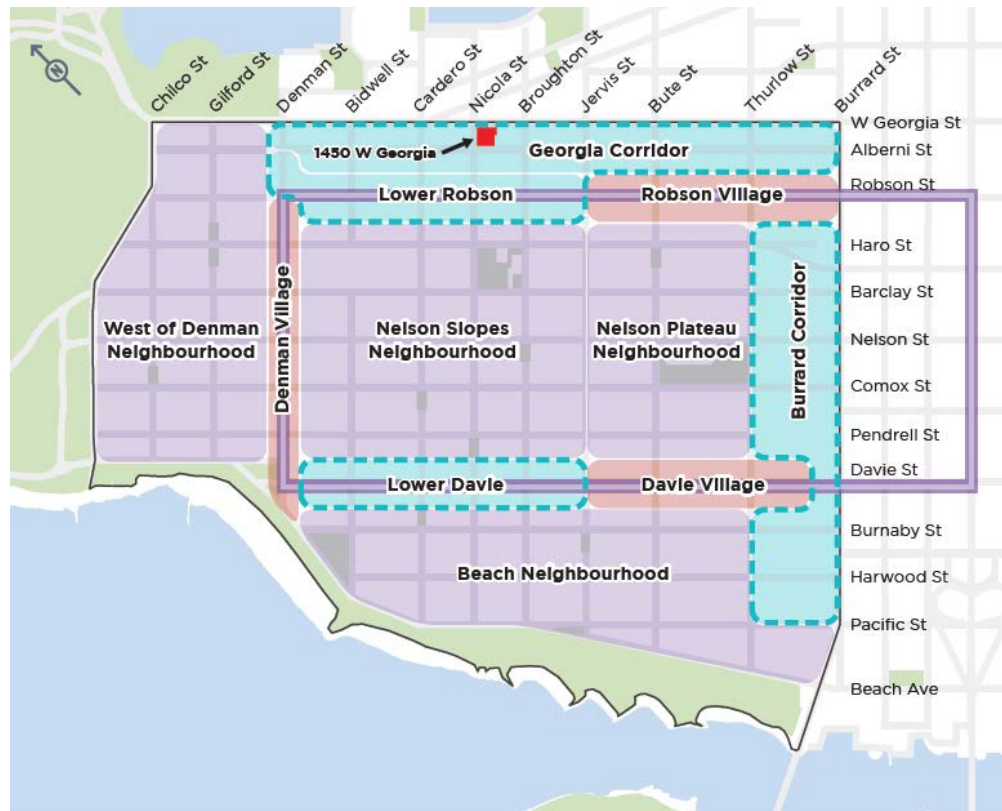 Chilco St
Gilford St
Denman St
Bidwell St
Cardero St
Nicola St
Broughton St
Jervis St
Bute St
Thurlow St
Burrard St
N
W Georgia St
1450 W Georgia
Georgia Corridor
Alberni St
Robson St
Lower Robson
Robson Village
Haro St
Barclay St
Burrard Corridor
Denman Village
West of Denman
Neighbourhood
Nelson Slopes
Neighbourhood
Nelson Plateau
Neighbourhood
Nelson St
Comox St
Pendrell St
Davie St
Lower Davie
Davie Village
Burnaby St
Beach Neighbourhood
Harwood St
Pacific St
Beach Ave